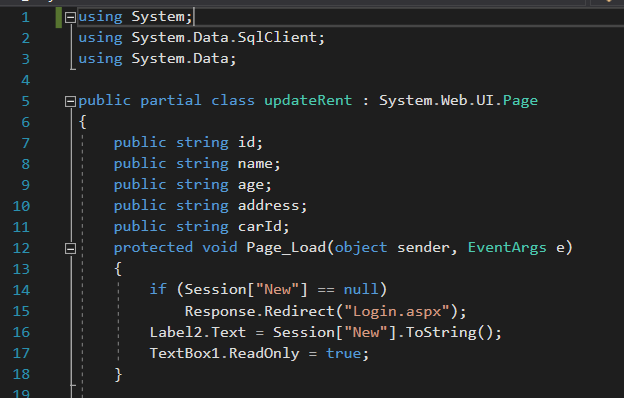 1 using System;
2 using System.Data.SqlClient;
3 using System.Data;
4
5 public partial class updateRent : System.Web.UI.Page
6 {
7 public string id;
8 public string name;
9 public string age;
10 public string address;
11 public string carId;
12 protected void Page_Load(object sender, EventArgs e)
13 {
14 if (Session["New"] == null)
15 Response.Redirect("Login.aspx");
16 Label2.Text = Session["New"].ToString();
17 TextBox1.ReadOnly = true;
18 }
19